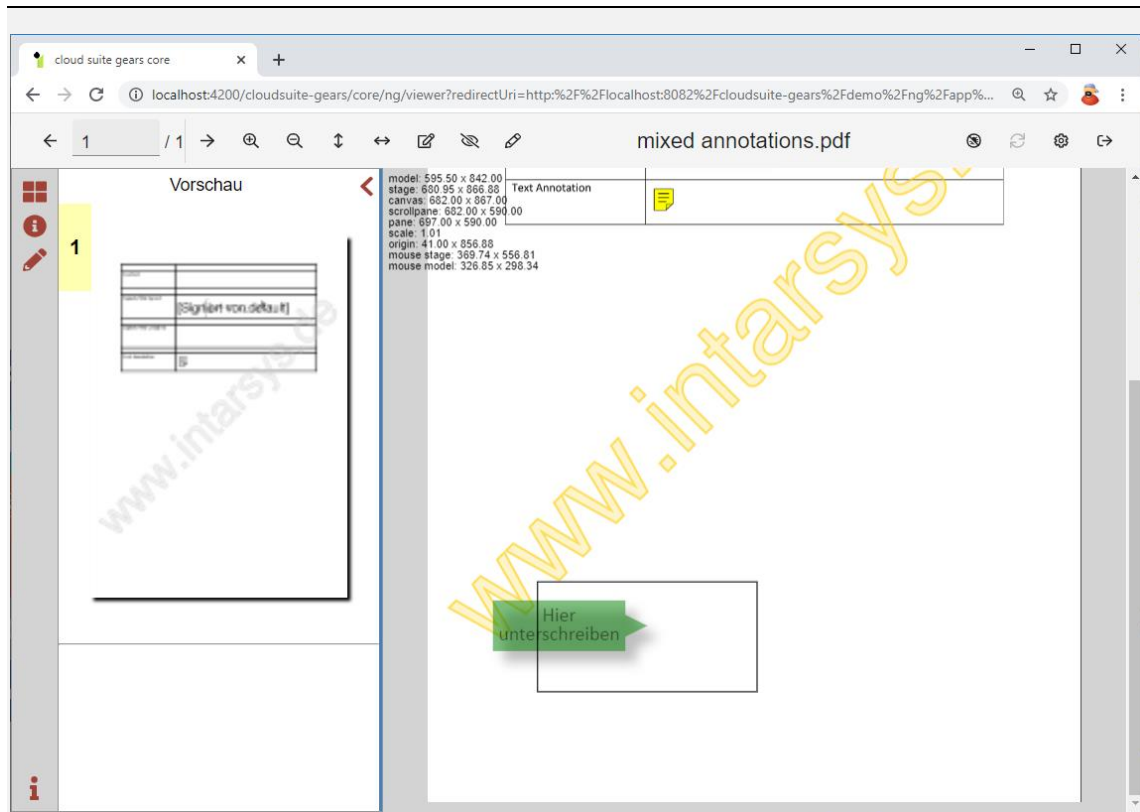 cloud suite gears core
localhost:4200/cloudsuite-gears/core/ng/viewer?redirectUri=http:%2F%2Flocalhost:8082%2Fcloudsuite-gears%2Fdemo%2Fng%2Fapp%...
1 / 1
mixed annotations.pdf
Vorschau
1
[Signiert von default]
www.intarsys.de
model: 595.50 x 842.00
stage: 680.95 x 866.88
canvas: 682.00 x 867.00
scrollpane: 682.00 x 590.00
pane: 697.00 x 590.00
scale: 1.01
origin: 41.00 x 856.88
mouse stage: 369.74 x 556.81
mouse model: 326.85 x 298.34
Text Annotation
www.intarsys.
Hier
unterschreiben